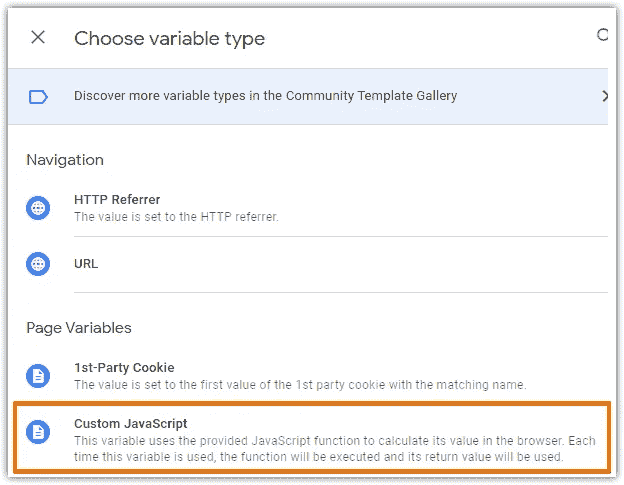 Choose variable type
Discover more variable types in the Community Template Gallery
Navigation
HTTP Referrer
The value is set to the HTTP referrer.
URL
Page Variables
1st-Party Cookie
The value is set to the first value of the 1st party cookie with the matching name.
Custom JavaScript
This variable uses the provided JavaScript function to calculate its value in the browser. Each
time this variable is used, the function will be executed and its return value will be used.